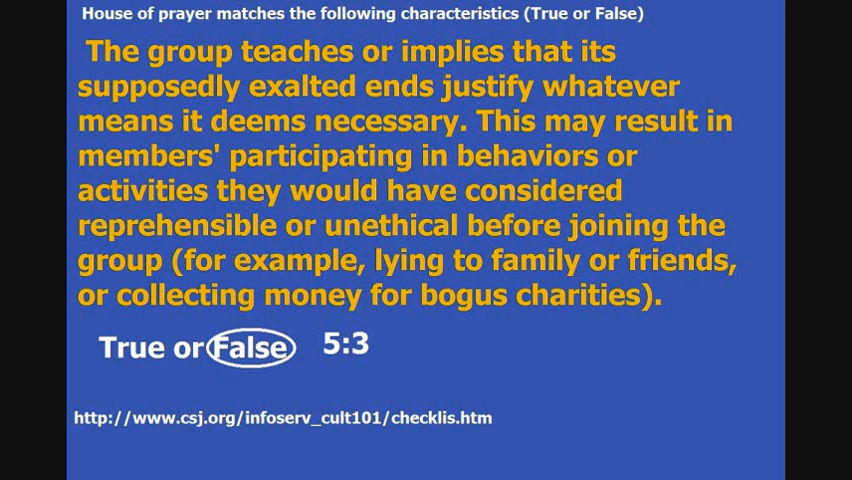 House of prayer matches the following characteristics (True or False)
The group teaches or implies that its
supposedly exalted ends justify whatever
means it deems necessary. This may result in
members' participating in behaviors or
activities they would have considered
reprehensible or unethical before joining the
group (for example, lying to family or friends,
or collecting money for bogus charities).
True or False 5:3
http://www.csj.org/infoserv_cult101/checklis.htm